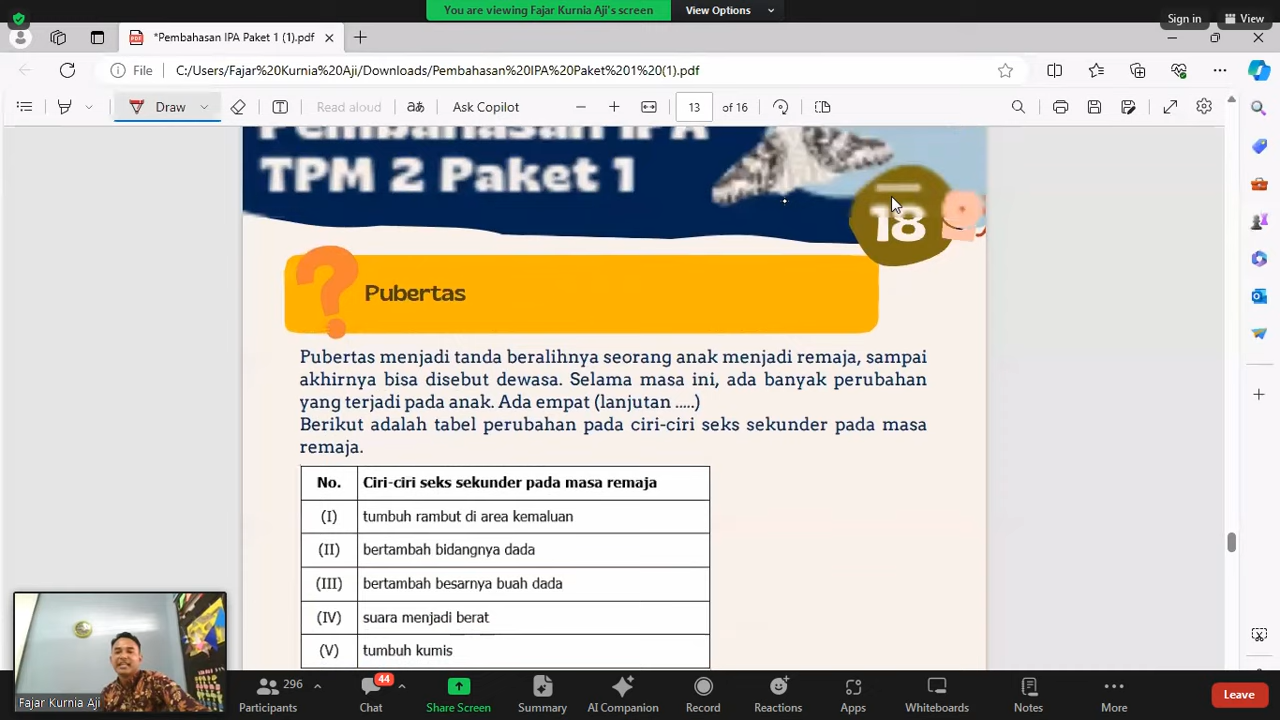 You are viewing Fajar Kurnia Aji's screen
View Options
Sign in
View
*Pembahasan IPA Paket 1 (1).pdf
File
C:/Users/Fajar%20Kurnia%20Aji/Downloads/Pembahasan%20IPA%20Paket%201%20(1).pdf
Draw
Read aloud
aあ
Ask Copilot
13 of 16
Pembahasan IPA
TPM 2 Paket 1
18
?
Pubertas
Pubertas menjadi tanda beralihnya seorang anak menjadi remaja, sampai
akhirnya bisa disebut dewasa. Selama masa ini, ada banyak perubahan
yang terjadi pada anak. Ada empat (lanjutan .....)
Berikut adalah tabel perubahan pada ciri-ciri seks sekunder pada masa
remaja.
No. Ciri-ciri seks sekunder pada masa remaja
(I) tumbuh rambut di area kemaluan
(II) bertambah bidangnya dada
(III) bertambah besarnya buah dada
(IV) suara menjadi berat
(V) tumbuh kumis
Fajar Kurnia Aji
296
Participants
44
Chat
Share Screen
Summary
AI Companion
Record
Reactions
Apps
Whiteboards
Notes
More
Leave